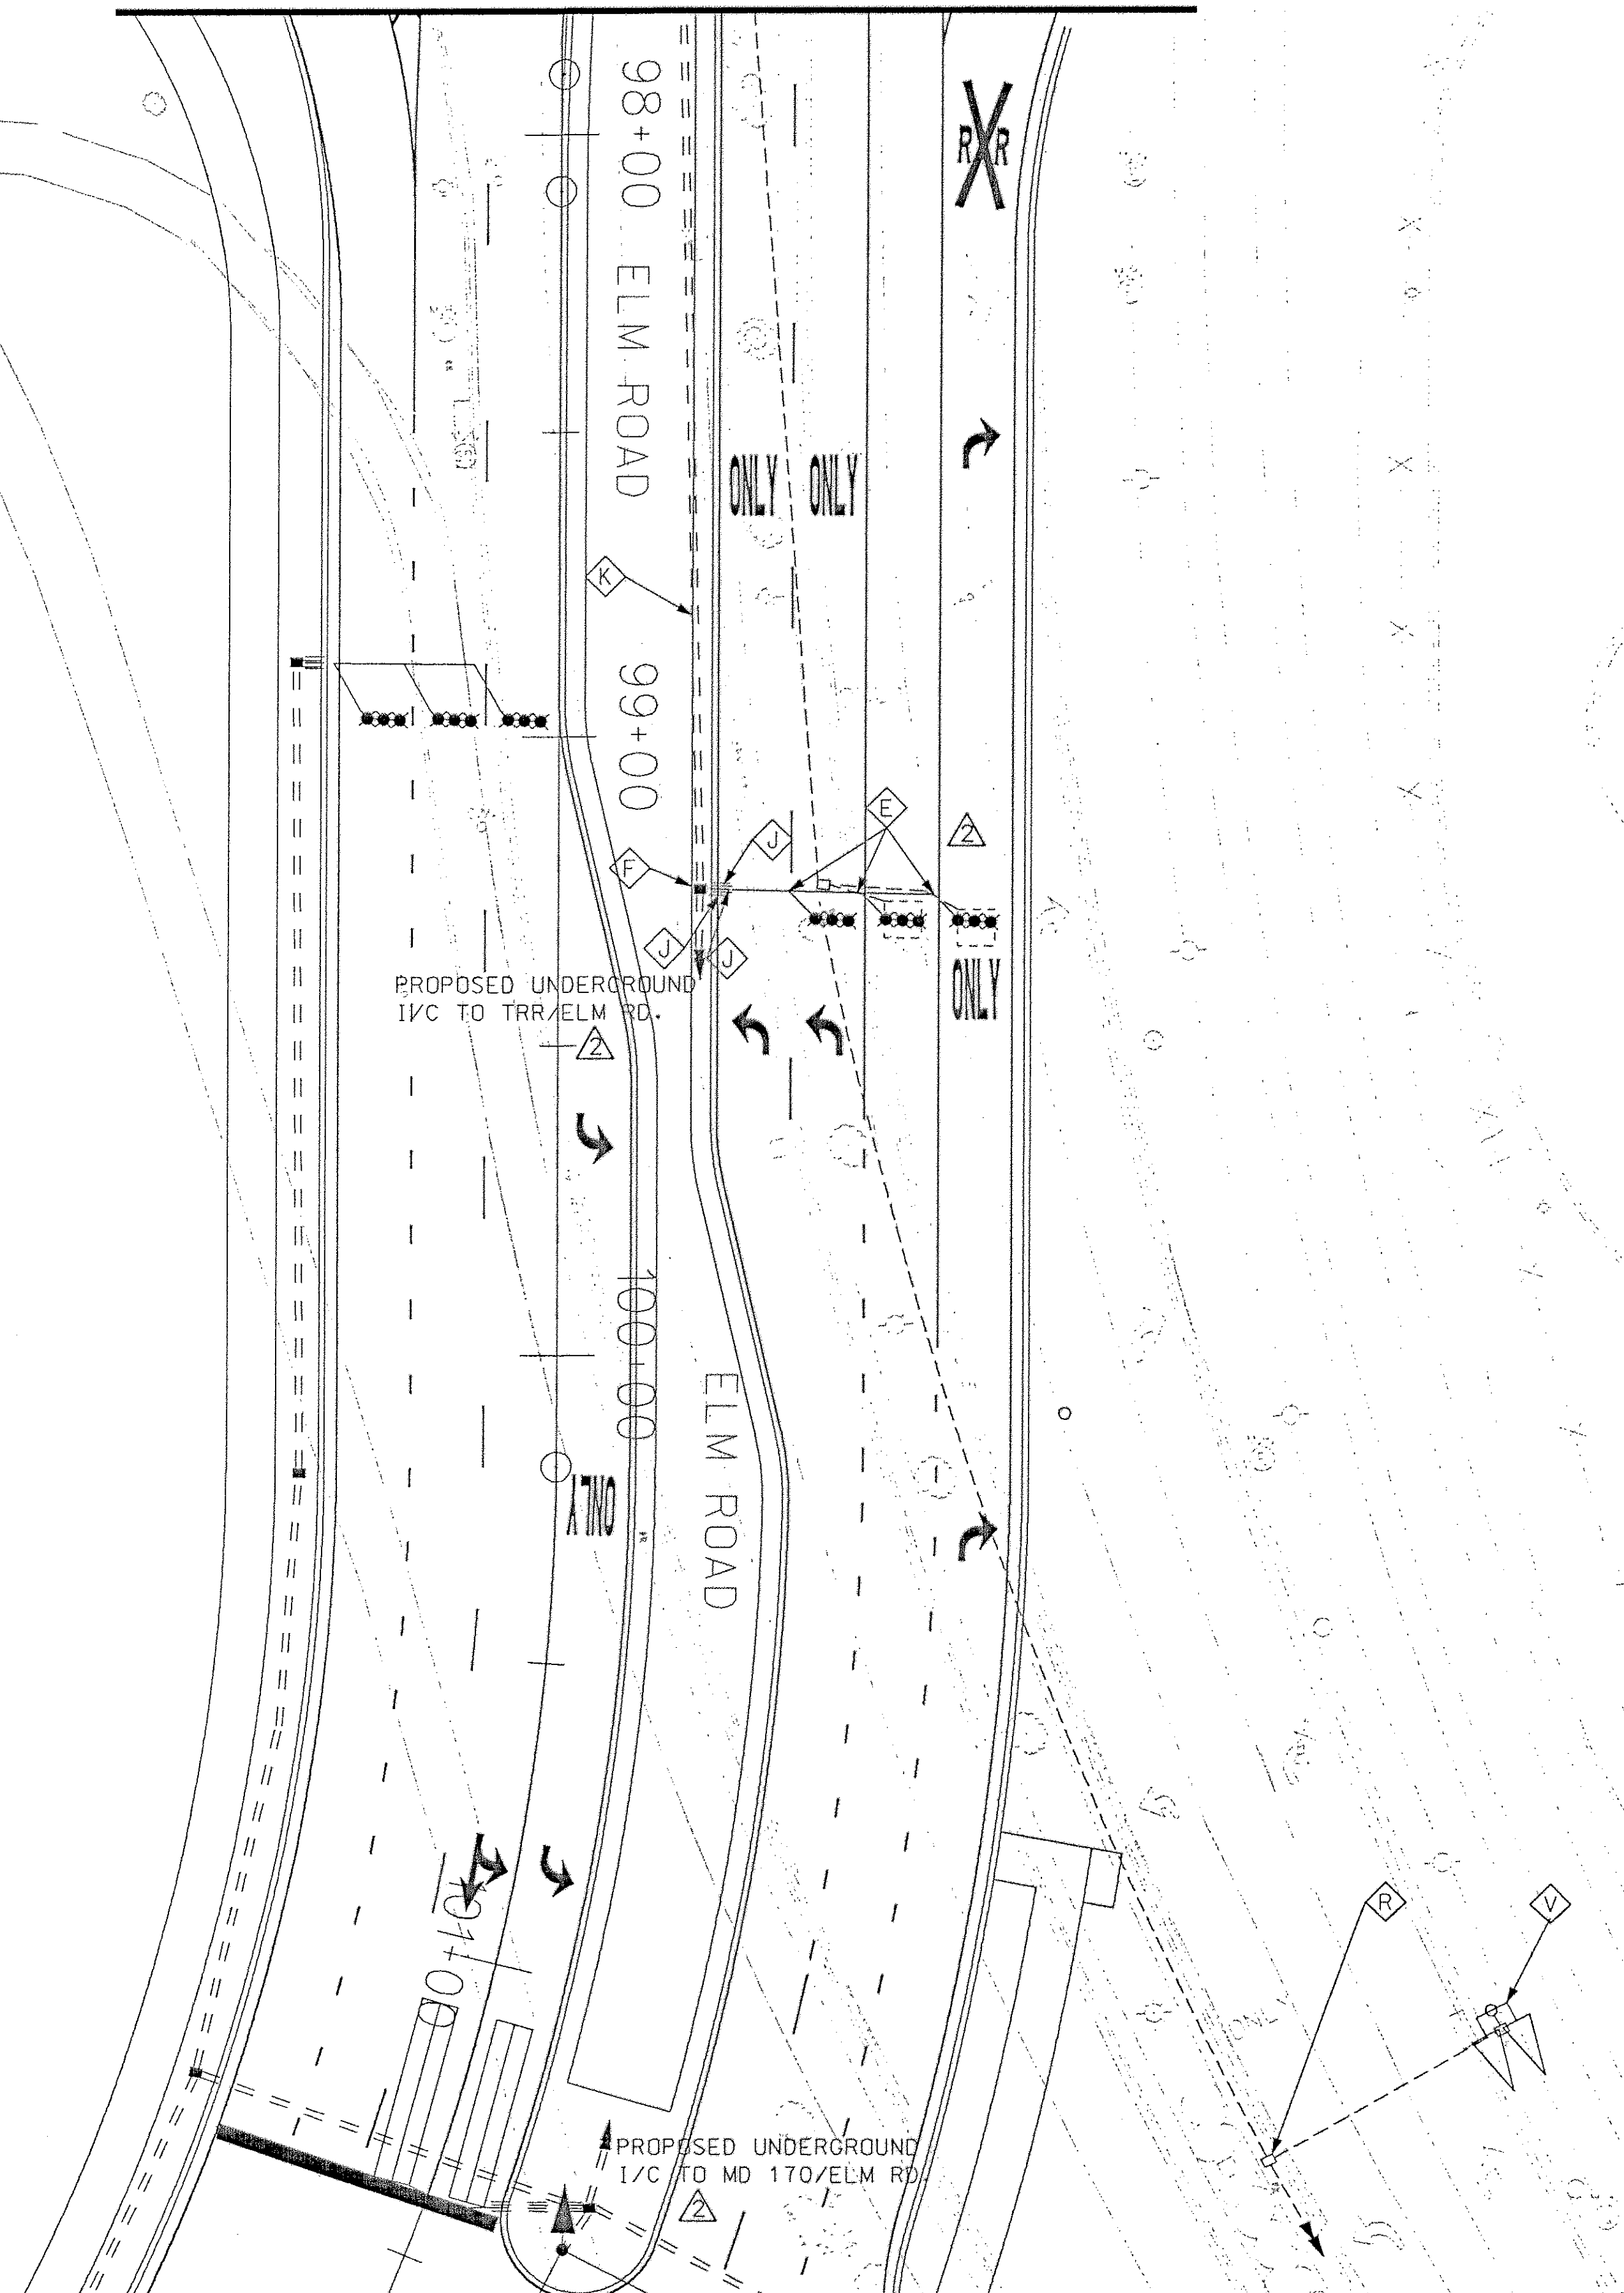 R R
98+00 ELM ROAD
ONLY ONLY
K
99+00
E
2
J
F
J
J
ONLY
PROPOSED UNDERGROUND
I/C TO TRR/ELM RD.
2
100+00
ELM ROAD
ONLY
101+00
R
V
ONLY
PROPOSED UNDERGROUND
I/C TO MD 170/ELM RD.
2